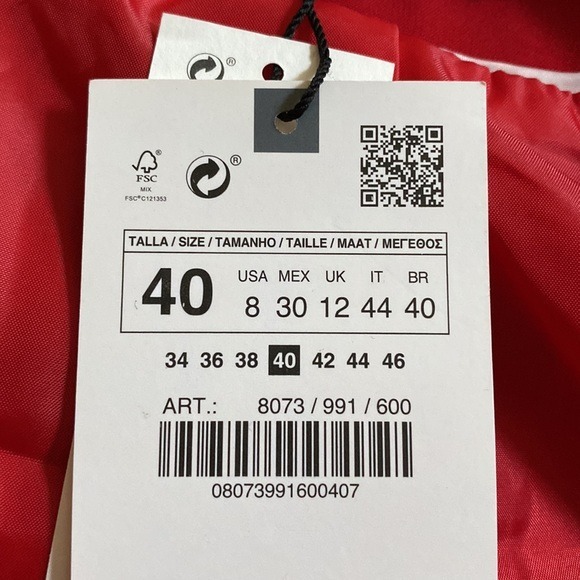 ®
®
FSC
MIX
FSC®C121353
®
TALLA / SIZE / TAMANHO / TAILLE / MAAT / ΜΕΓΕΘΟΣ
40
USA MEX UK IT BR
8 30 12 44 40
34 36 38 40 42 44 46
ART.: 8073 / 991 / 600
08073991600407